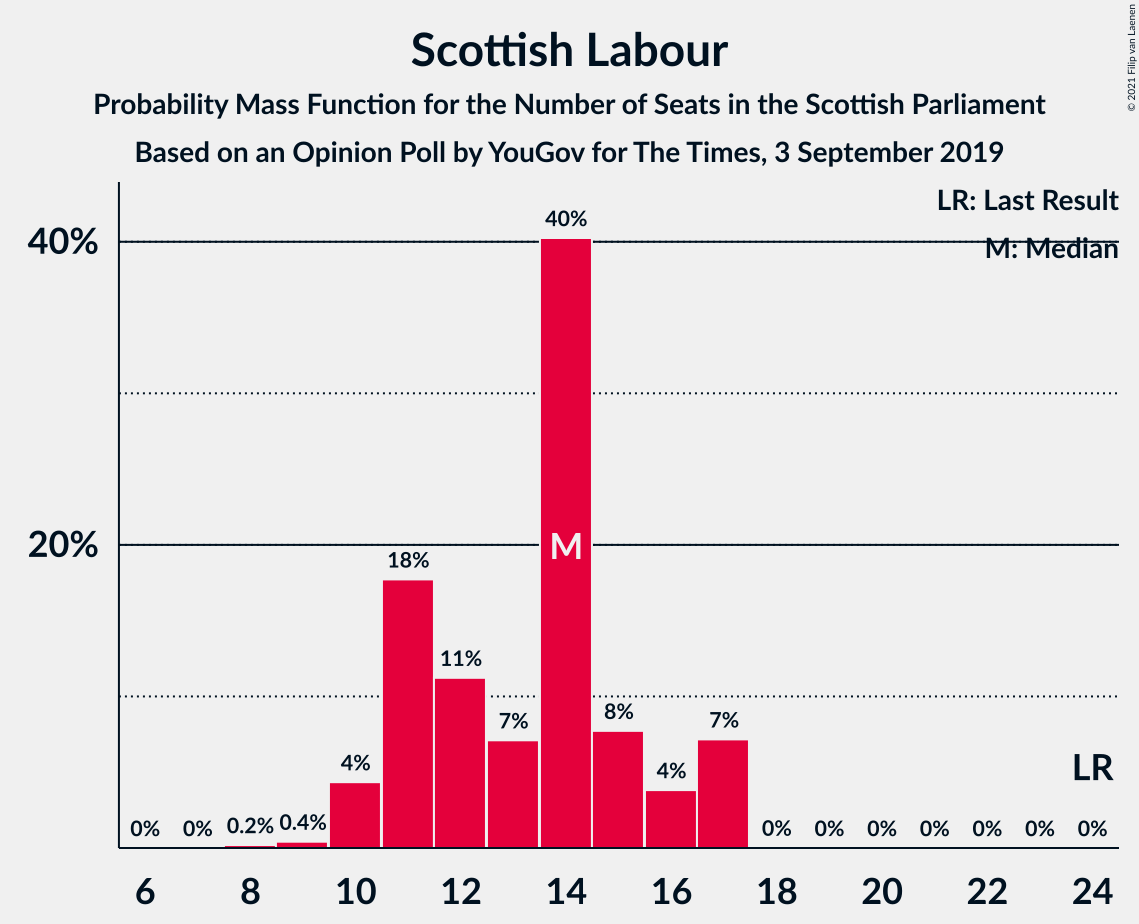 Scottish Labour
Probability Mass Function for the Number of Seats in the Scottish Parliament
Based on an Opinion Poll by YouGov for The Times, 3 September 2019
© 2021 Filip van Laenen
LR: Last Result
M: Median
40%
20%
0%
0%
0.2%
0.4%
4%
18%
11%
7%
40%
M
8%
4%
7%
0%
0%
0%
0%
0%
0%
0%
LR
6 8 10 12 14 16 18 20 22 24